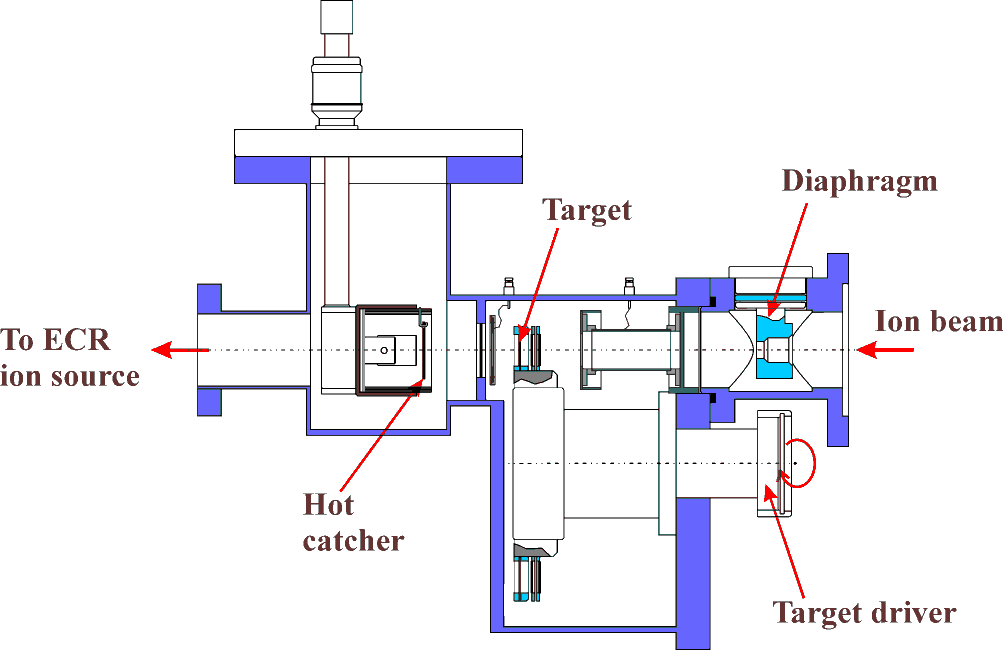 Diaphragm
Target
Ion beam
To ECR
ion source
Hot
catcher
Target driver